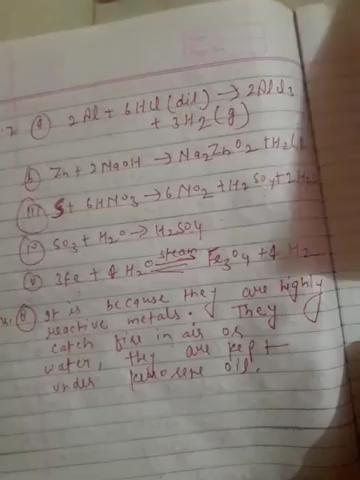 (i) 2Al + 6HCl (dil) → 2AlCl3
+ 3H2 (g)
Zn + 2NaOH → Na2ZnO2 + H2
(iii) S + 6HNO3 → 6NO2 + H2SO4 + 2H2O
(iv) SO3 + H2O → H2SO4
(v) 3Fe + 4H2O steam Fe3O4 + 4H2
It is because they are highly
reactive metals. They
catch fire in air or
water, they are kept
under kerosene oil.